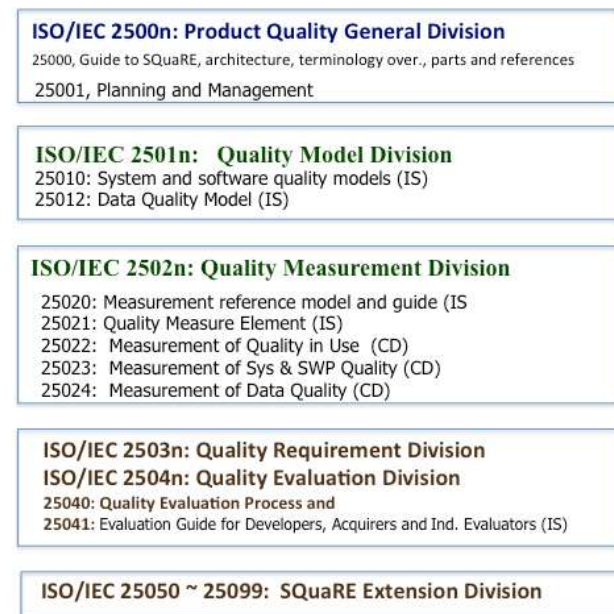 ISO/IEC 2500n: Product Quality General Division
25000, Guide to SQuaRE, architecture, terminology over., parts and references
25001, Planning and Management
ISO/IEC 2501n: Quality Model Division
25010: System and software quality models (IS)
25012: Data Quality Model (IS)
ISO/IEC 2502n: Quality Measurement Division
25020: Measurement reference model and guide (IS
25021: Quality Measure Element (IS)
25022: Measurement of Quality in Use (CD)
25023: Measurement of Sys & SWP Quality (CD)
25024: Measurement of Data Quality (CD)
ISO/IEC 2503n: Quality Requirement Division
ISO/IEC 2504n: Quality Evaluation Division
25040: Quality Evaluation Process and
25041: Evaluation Guide for Developers, Acquirers and Ind. Evaluators (IS)
ISO/IEC 25050 ~ 25099: SQuaRE Extension Division